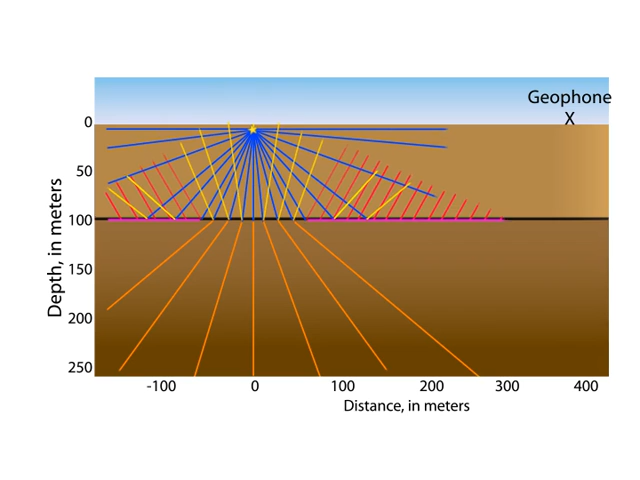 Geophone
X
0
50
100
150
200
250
Depth, in meters
-100 0 100 200 300 400
Distance, in meters